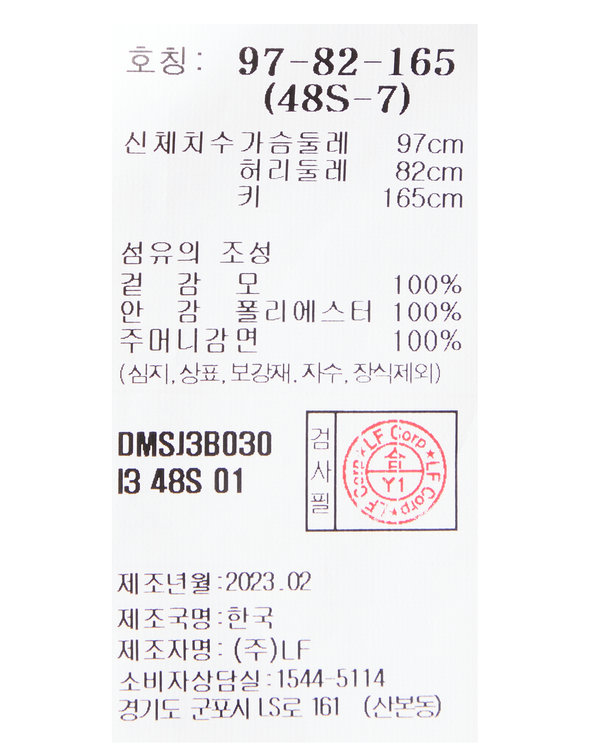 호칭: 97-82-165
(48S-7)
신체치수 가슴둘레 97cm
허리둘레 82cm
키 165cm
섬유의 조성
겉 감 모 100%
안 감 폴리에스터 100%
주머니감 면 100%
(심지, 상표, 보강재, 자수, 장식제외)
DMSJ3B030
I3 48S 01
검사필
LF Corp ★ LF Corp ★ LF Corp ★
合
Y1
제조년월:2023.02
제조국명:한국
제조자명: (주)LF
소비자상담실:1544-5114
경기도 군포시 LS로 161 (산본동)